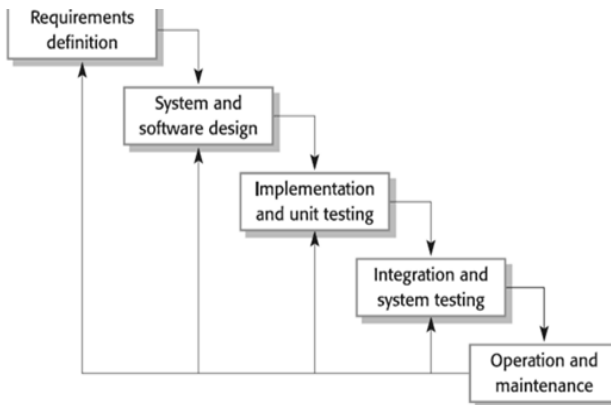 Requirements
definition
System and
software design
Implementation
and unit testing
Integration and
system testing
Operation and
maintenance